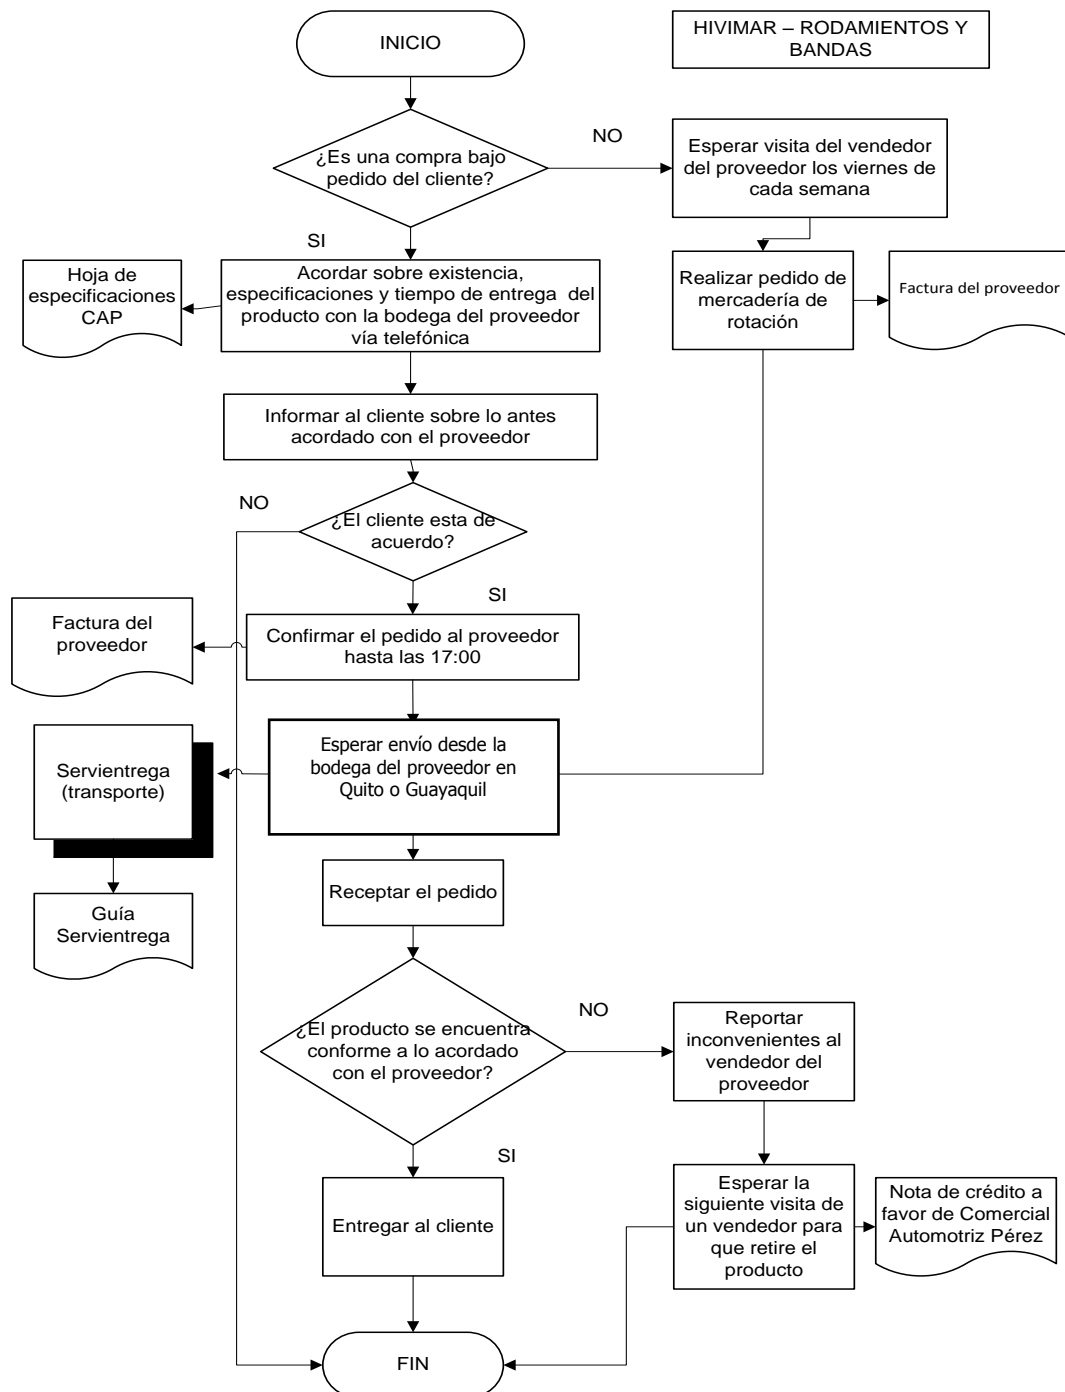 INICIO
HIVIMAR – RODAMIENTOS Y
BANDAS
¿Es una compra bajo
pedido del cliente?
NO
Esperar visita del vendedor
del proveedor los viernes de
cada semana
SI
Hoja de
especificaciones
CAP
Acordar sobre existencia,
especificaciones y tiempo de entrega del
producto con la bodega del proveedor
vía telefónica
Realizar pedido de
mercadería de
rotación
Factura del proveedor
Informar al cliente sobre lo antes
acordado con el proveedor
NO
¿El cliente esta de
acuerdo?
SI
Factura del
proveedor
Confirmar el pedido al proveedor
hasta las 17:00
Servientrega
(transporte)
Esperar envío desde la
bodega del proveedor en
Quito o Guayaquil
Receptar el pedido
Guía
Servientrega
¿El producto se encuentra
conforme a lo acordado
con el proveedor?
NO
Reportar
inconvenientes al
vendedor del
proveedor
SI
Entregar al cliente
Esperar la
siguiente visita de
un vendedor para
que retire el
producto
Nota de crédito a
favor de Comercial
Automotriz Pérez
FIN